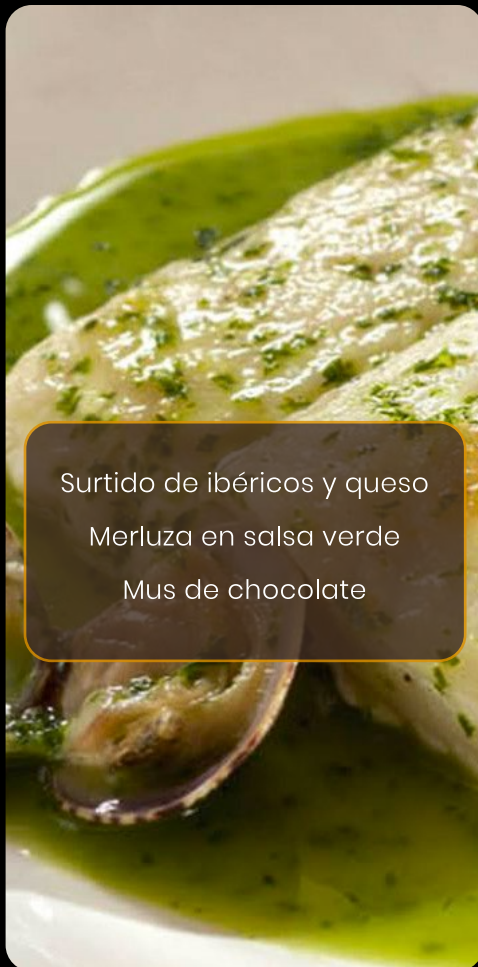 Surtido de ibéricos y queso
Merluza en salsa verde
Mus de chocolate